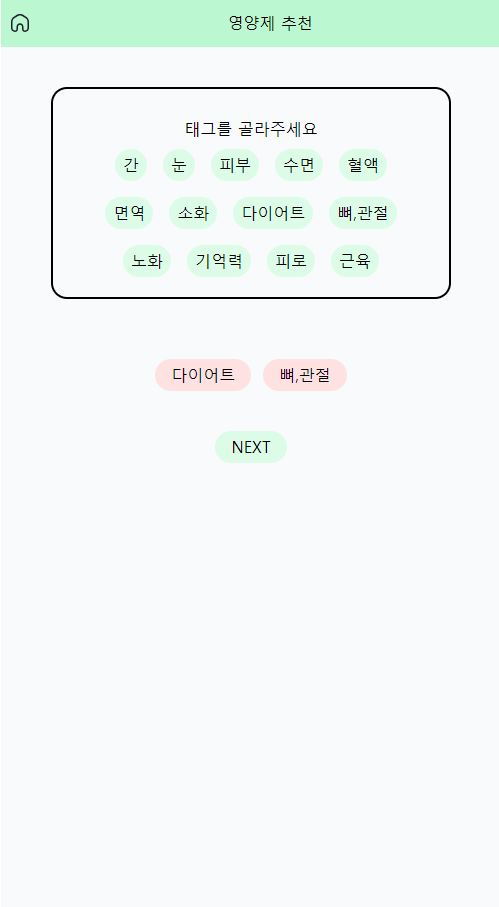 영양제 추천
태그를 골라주세요
간 눈 피부 수면 혈액
면역 소화 다이어트 뼈,관절
노화 기억력 피로 근육
다이어트 뼈,관절
NEXT